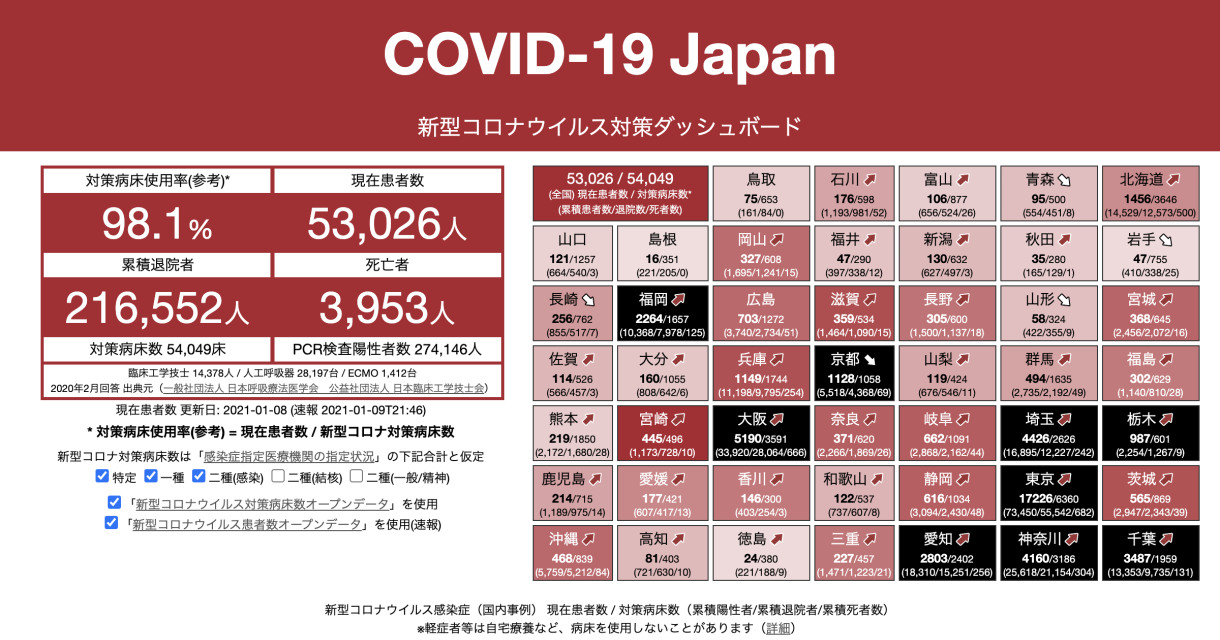 COVID-19 Japan
新型コロナウイルス対策ダッシュボード
対策病床使用率(参考)*
現在患者数
98.1%
53,026人
累積退院者
死亡者
216,552人
3,953人
対策病床数 54,049床
PCR検査陽性者数 274,146人
臨床工学技士 14,378人 / 人工呼吸器 28,197台 / ECMO 1,412台
2020年2月回答 出典元（一般社団法人 日本呼吸療法医学会　公益社団法人 日本臨床工学技士会）
現在患者数 更新日: 2021-01-08 (速報 2021-01-09T21:46)
* 対策病床使用率(参考) = 現在患者数 / 新型コロナ対策病床数
新型コロナ対策病床数は「感染症指定医療機関の指定状況」の下記合計と仮定
特定 一種 二種(感染) 二種(結核) 二種(一般/精神)
「新型コロナウイルス対策病床数オープンデータ」を使用
「新型コロナウイルス患者数オープンデータ」を使用(速報)
53,026 / 54,049
(全国) 現在患者数 / 対策病床数*
(累積患者数/退院数/死者数)
鳥取
75/653
(161/84/0)
石川
176/598
(1,193/981/52)
富山
106/877
(656/524/26)
青森
95/500
(554/451/8)
北海道
1456/3646
(14,529/12,573/500)
山口
121/1257
(664/540/3)
島根
16/351
(221/205/0)
岡山
327/608
(1,695/1,241/15)
福井
47/290
(397/338/12)
新潟
130/632
(627/497/3)
秋田
35/280
(165/129/1)
岩手
47/755
(410/338/25)
長崎
256/762
(855/517/7)
福岡
2264/1657
(10,368/7,978/125)
広島
703/1272
(3,740/2,734/51)
滋賀
359/534
(1,464/1,090/15)
長野
305/600
(1,500/1,137/18)
山形
58/324
(422/355/9)
宮城
368/645
(2,456/2,072/16)
佐賀
114/526
(566/457/3)
大分
160/1055
(808/642/6)
兵庫
1149/1744
(11,198/9,795/254)
京都
1128/1058
(5,518/4,368/69)
山梨
119/424
(676/546/11)
群馬
494/1635
(2,735/2,192/49)
福島
302/629
(1,140/810/28)
熊本
219/1850
(2,172/1,680/28)
宮崎
445/496
(1,173/728/10)
大阪
5190/3591
(33,920/28,064/666)
奈良
371/620
(2,266/1,869/26)
岐阜
662/1091
(2,868/2,162/44)
埼玉
4426/2626
(16,895/12,227/242)
栃木
987/601
(2,254/1,267/9)
鹿児島
214/715
(1,189/975/14)
愛媛
177/421
(607/417/13)
香川
146/300
(403/254/3)
和歌山
122/537
(737/607/8)
静岡
616/1034
(3,094/2,430/48)
東京
17226/6360
(73,450/55,542/682)
茨城
565/869
(2,947/2,343/39)
沖縄
468/839
(5,759/5,212/84)
高知
81/403
(721/630/10)
徳島
24/380
(221/188/9)
三重
227/457
(1,471/1,223/21)
愛知
2803/2402
(18,310/15,251/256)
神奈川
4160/3186
(25,618/21,154/304)
千葉
3487/1959
(13,353/9,735/131)
新型コロナウイルス感染症（国内事例） 現在患者数 / 対策病床数（累積陽性者/累積退院者/累積死者数）
※軽症者等は自宅療養など、病床を使用しないことがあります（詳細）